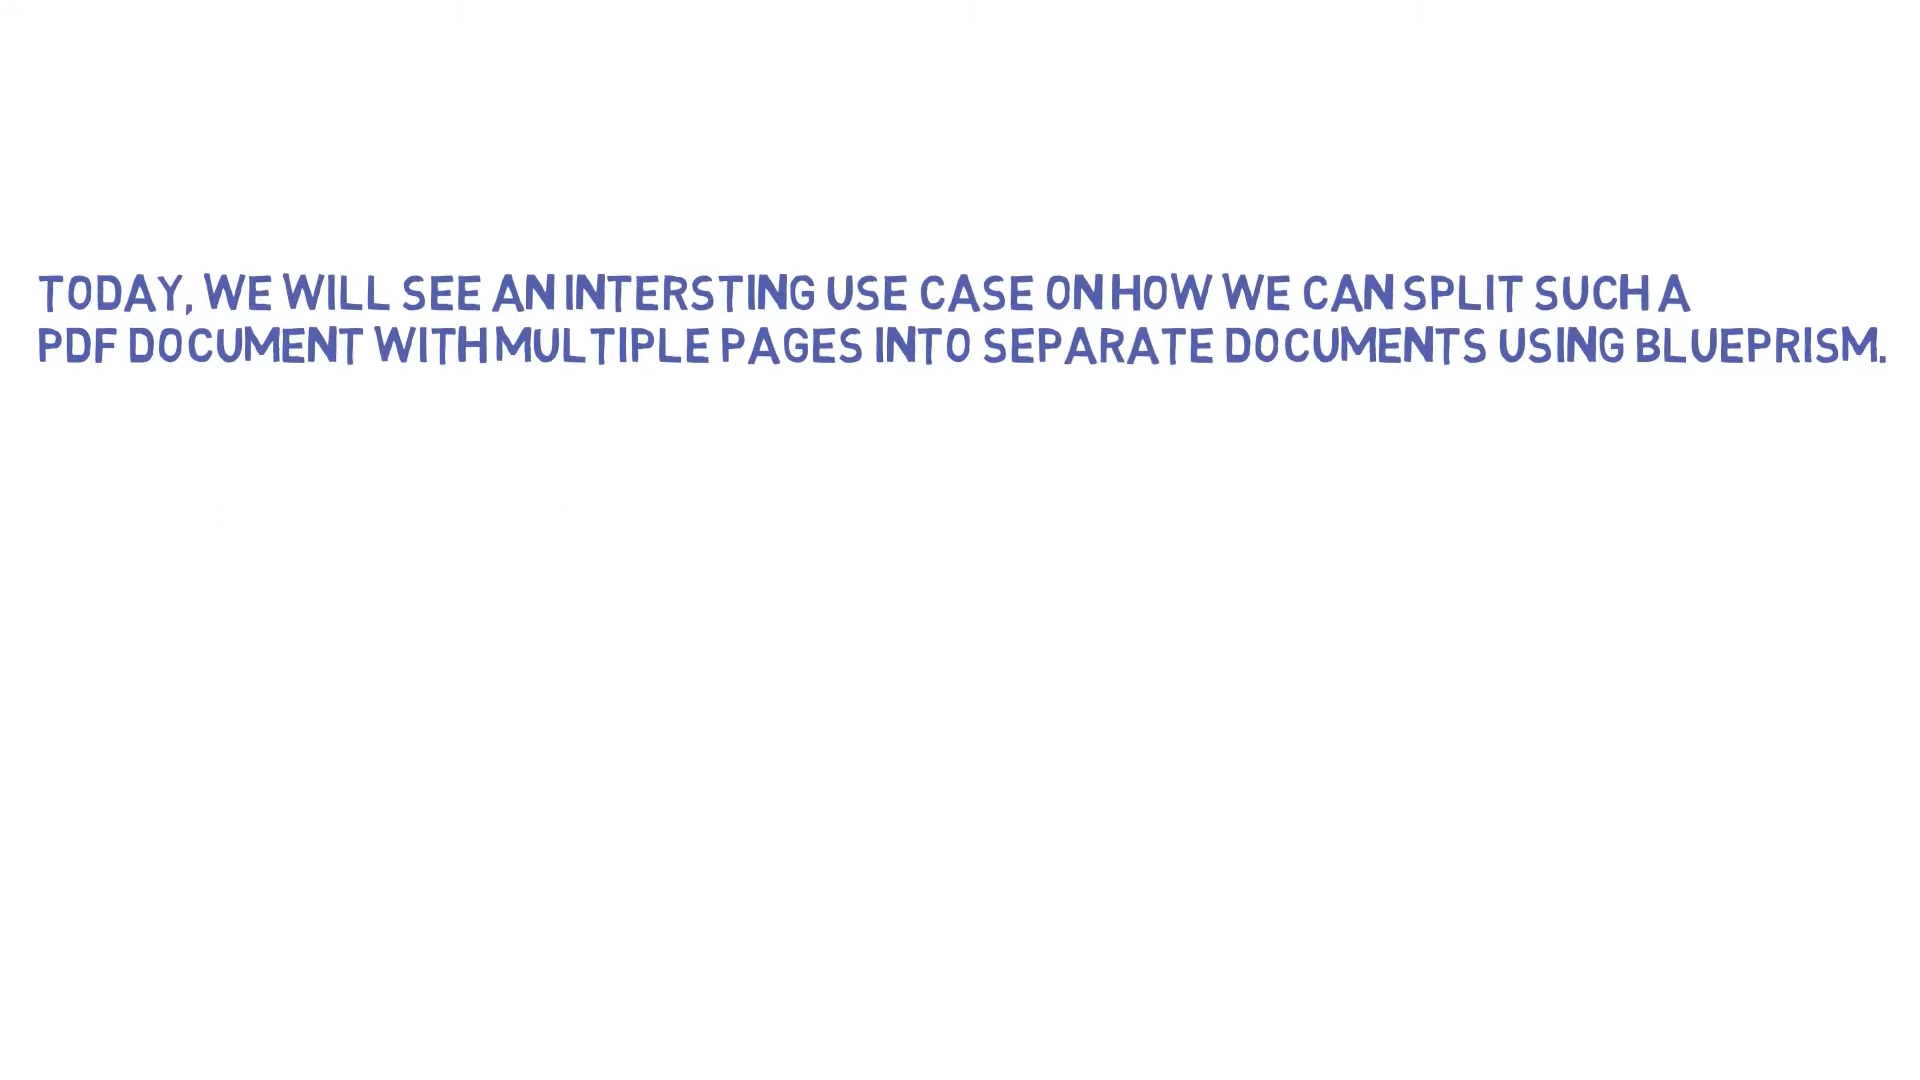 TODAY, WE WILL SEE AN INTERSTING USE CASE ON HOW WE CAN SPLIT SUCH A
PDF DOCUMENT WITH MULTIPLE PAGES INTO SEPARATE DOCUMENTS USING BLUEPRISM.